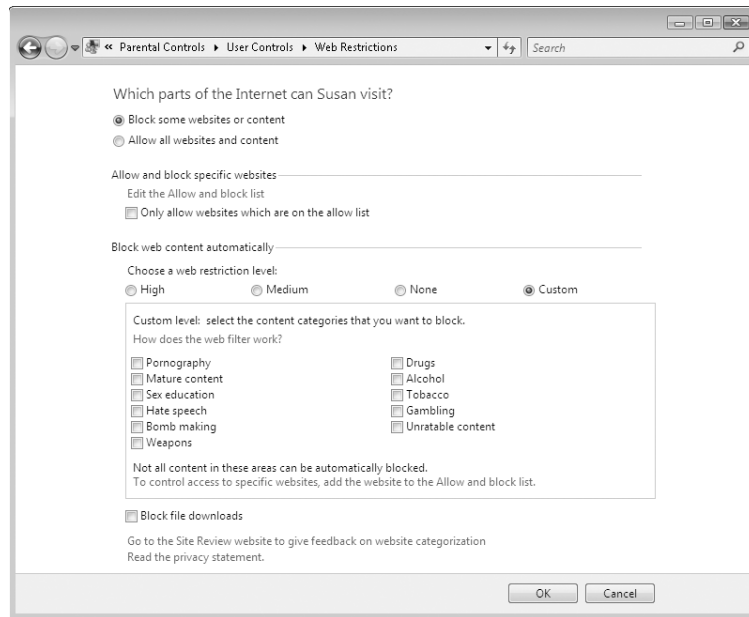 « Parental Controls ▸ User Controls ▸ Web Restrictions Search
Which parts of the Internet can Susan visit?
Block some websites or content
Allow all websites and content
Allow and block specific websites
Edit the Allow and block list
Only allow websites which are on the allow list
Block web content automatically
Choose a web restriction level:
High Medium None Custom
Custom level: select the content categories that you want to block.
How does the web filter work?
Pornography Drugs
Mature content Alcohol
Sex education Tobacco
Hate speech Gambling
Bomb making Unratable content
Weapons
Not all content in these areas can be automatically blocked.
To control access to specific websites, add the website to the Allow and block list.
Block file downloads
Go to the Site Review website to give feedback on website categorization
Read the privacy statement.
OK Cancel